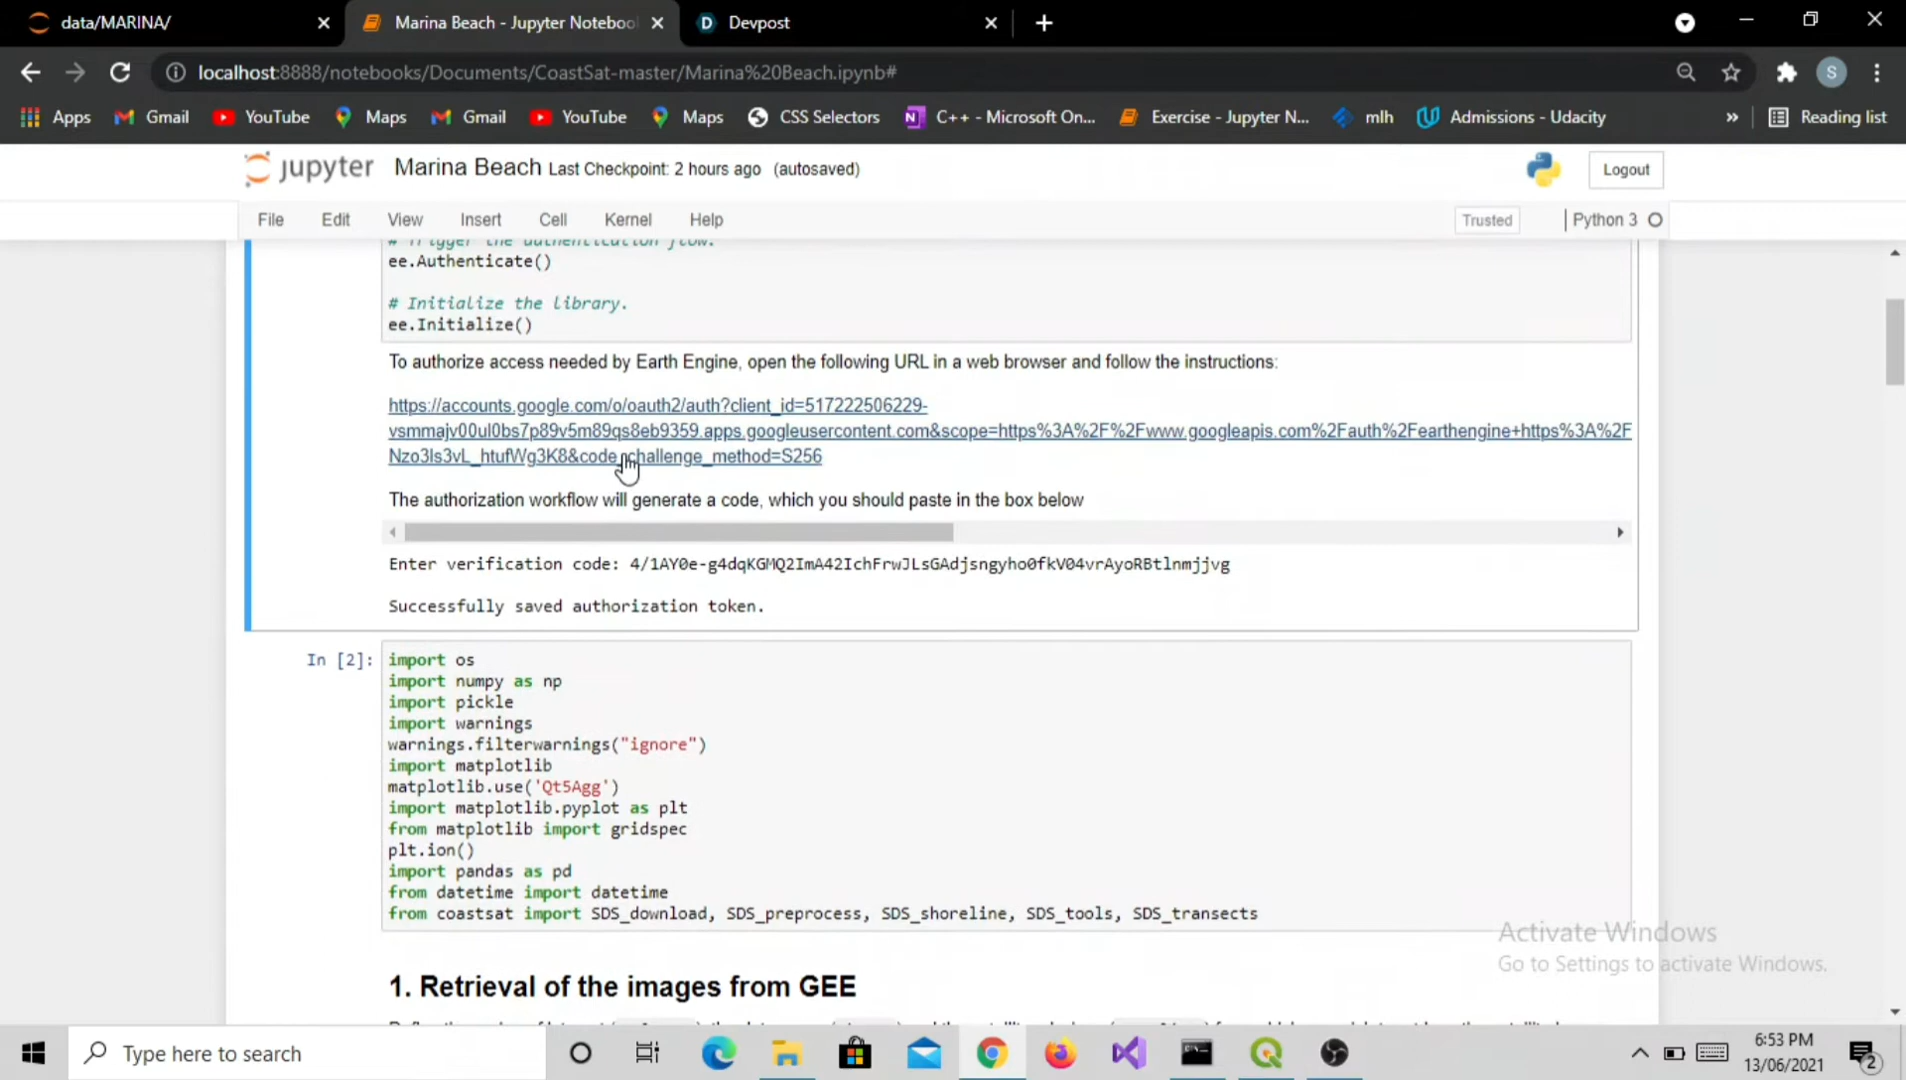 data/MARINA/
Marina Beach - Jupyter Noteboo
Devpost
localhost:8888/notebooks/Documents/CoastSat-master/Marina%20Beach.ipynb#
S
Apps
Gmail
YouTube
Maps
Gmail
YouTube
Maps
CSS Selectors
C++ - Microsoft On...
Exercise - Jupyter N...
mlh
Admissions - Udacity
»
Reading list
jupyter
Marina Beach Last Checkpoint: 2 hours ago (autosaved)
Logout
File
Edit
View
Insert
Cell
Kernel
Help
Trusted
Python 3
# Trigger the authentication flow.
ee.Authenticate()
# Initialize the library.
ee.Initialize()
To authorize access needed by Earth Engine, open the following URL in a web browser and follow the instructions:
https://accounts.google.com/o/oauth2/auth?client_id=517222506229-
vsmmajv00ul0bs7p89v5m89qs8eb9359.apps.googleusercontent.com&scope=https%3A%2F%2Fwww.googleapis.com%2Fauth%2Fearthengine+https%3A%2F
Nzo3ls3vL_htufWg3K8&code_challenge_method=S256
The authorization workflow will generate a code, which you should paste in the box below
Enter verification code: 4/1AY0e-g4dqKGMQ2ImA42IchFrwJLsGAdjsngyho0fkV04vrAyoRBtlnmjjvg
Successfully saved authorization token.
In [2]:
import os
import numpy as np
import pickle
import warnings
warnings.filterwarnings("ignore")
import matplotlib
matplotlib.use('Qt5Agg')
import matplotlib.pyplot as plt
from matplotlib import gridspec
plt.ion()
import pandas as pd
from datetime import datetime
from coastsat import SDS_download, SDS_preprocess, SDS_shoreline, SDS_tools, SDS_transects
1. Retrieval of the images from GEE
Activate Windows
Go to Settings to activate Windows.
Type here to search
6:53 PM
13/06/2021
2